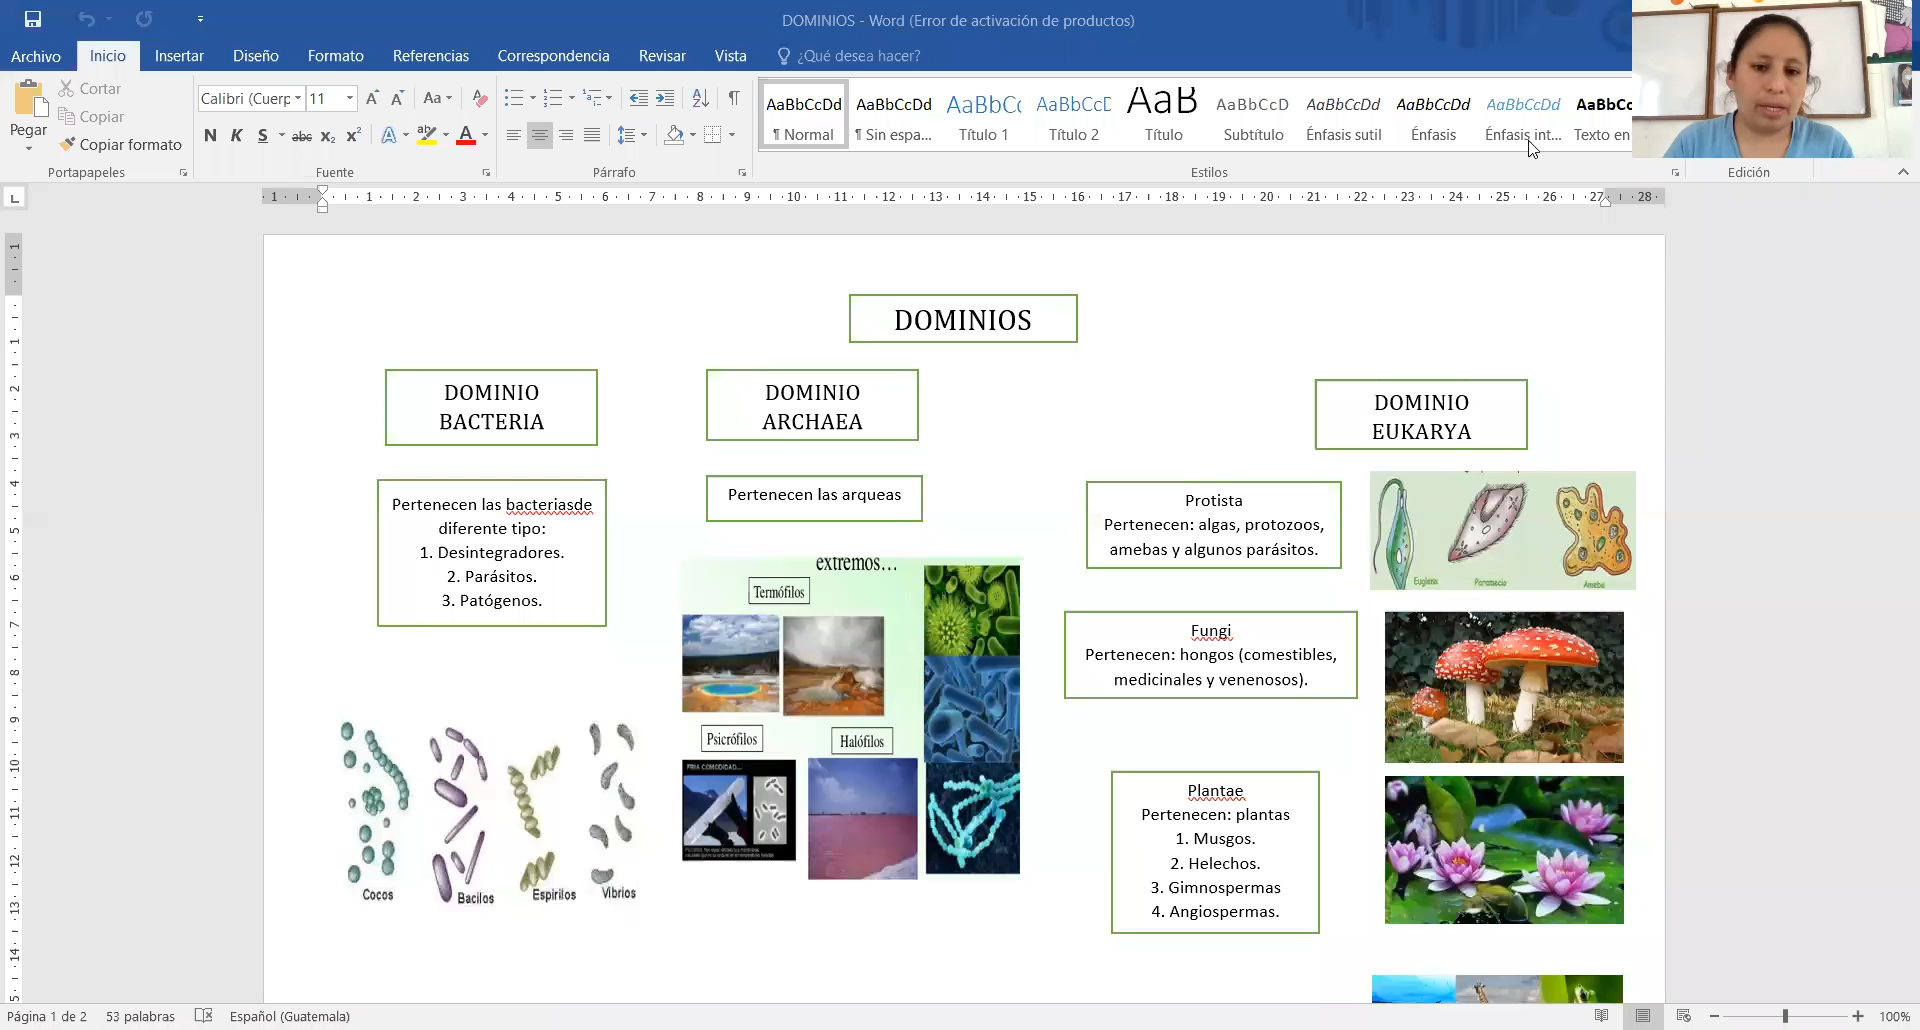 DOMINIOS - Word (Error de activación de productos)
Archivo Inicio Insertar Diseño Formato Referencias Correspondencia Revisar Vista ¿Qué desea hacer?
Pegar
Cortar
Copiar
Copiar formato
Portapapeles
Calibri (Cuerp 11
Fuente
Párrafo
AaBbCcDd AaBbCcDd AaBbC AaBbCcD AaB AaBbCcD AaBbCcDd AaBbCcDd AaBbCcDd AaBbCc
¶ Normal ¶ Sin espa... Título 1 Título 2 Título Subtítulo Énfasis sutil Énfasis Énfasis int... Texto en
Estilos
Edición
DOMINIOS
DOMINIO
BACTERIA
Pertenecen las bacteriasde
diferente tipo:
1. Desintegradores.
2. Parásitos.
3. Patógenos.
Cocos Bacilos Espirilos Vibrios
DOMINIO
ARCHAEA
Pertenecen las arqueas
extremos...
Termófilos
Psicrófilos Halófilos
DOMINIO
EUKARYA
Protista
Pertenecen: algas, protozoos,
amebas y algunos parásitos.
Euglena Paramecio Ameba
Fungi
Pertenecen: hongos (comestibles,
medicinales y venenosos).
Plantae
Pertenecen: plantas
1. Musgos.
2. Helechos.
3. Gimnospermas
4. Angiospermas.
Página 1 de 2 53 palabras Español (Guatemala) 100%